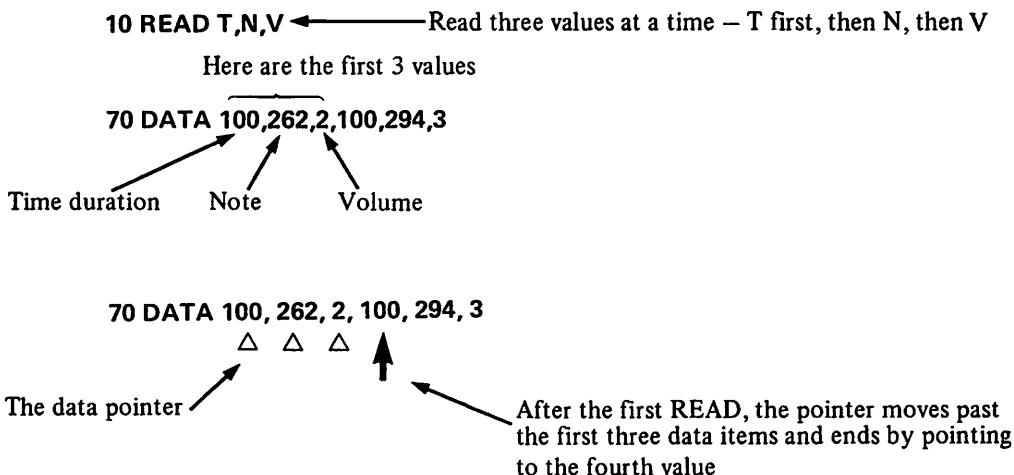 10 READ T,N,V
Read three values at a time — T first, then N, then V
Here are the first 3 values
70 DATA 100,262,2,100,294,3
Time duration
Note
Volume
70 DATA 100, 262, 2, 100, 294, 3
The data pointer
After the first READ, the pointer moves past
the first three data items and ends by pointing
to the fourth value